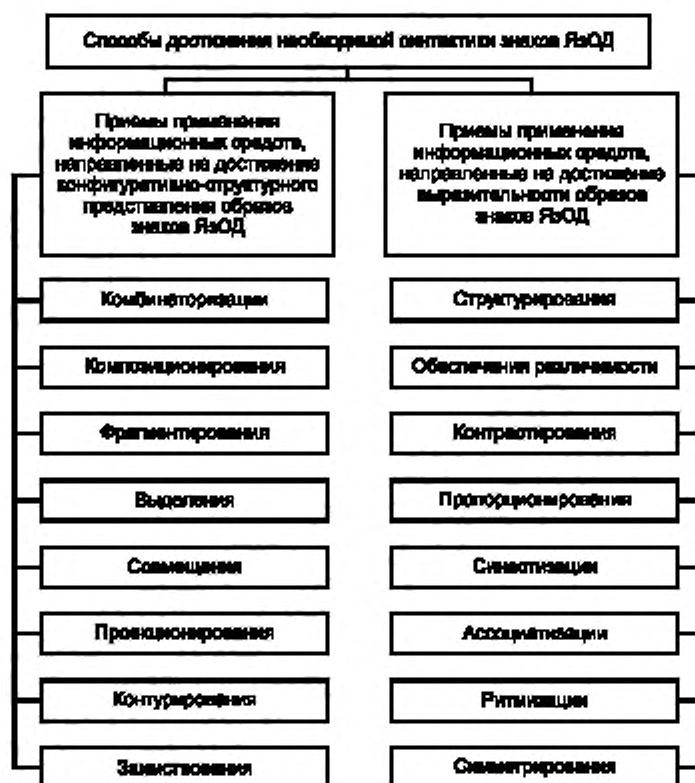 Способы достижения необходимой синтактики знаков ЯзОД
Приемы применения
информационных средств,
направленные на достижение
конфигуративно-структурного
представления образов
знаков ЯзОД
Приемы применения
информационных средств,
направленные на достижение
выразительности образов
знаков ЯзОД
Комбинаторизации
Структурирования
Композиционирования
Обеспечения различимости
Фрагментирования
Контрастирования
Выделения
Пропорционирования
Совмещения
Проекционирования
Ассоциатизации
Контурирования
Ритмизации
Заимствования
Симметрирования